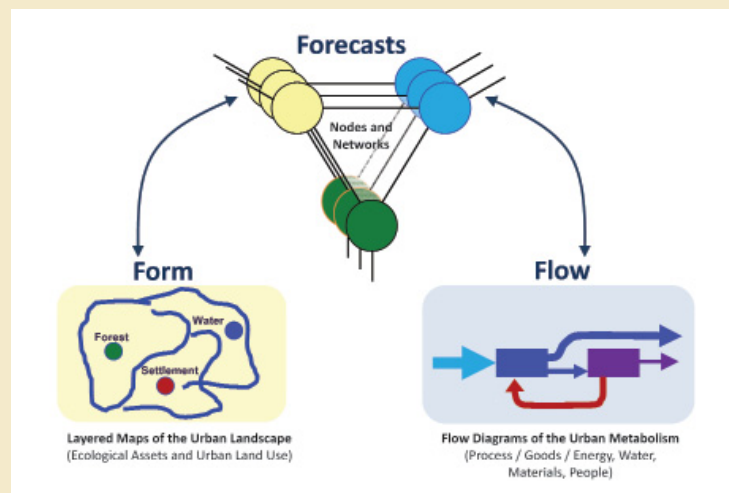 Forecasts
Nodes and
Networks
Form
Flow
Forest
Water
Settlement
Layered Maps of the Urban Landscape
(Ecological Assets and Urban Land Use)
Flow Diagrams of the Urban Metabolism
(Process / Goods / Energy, Water,
Materials, People)